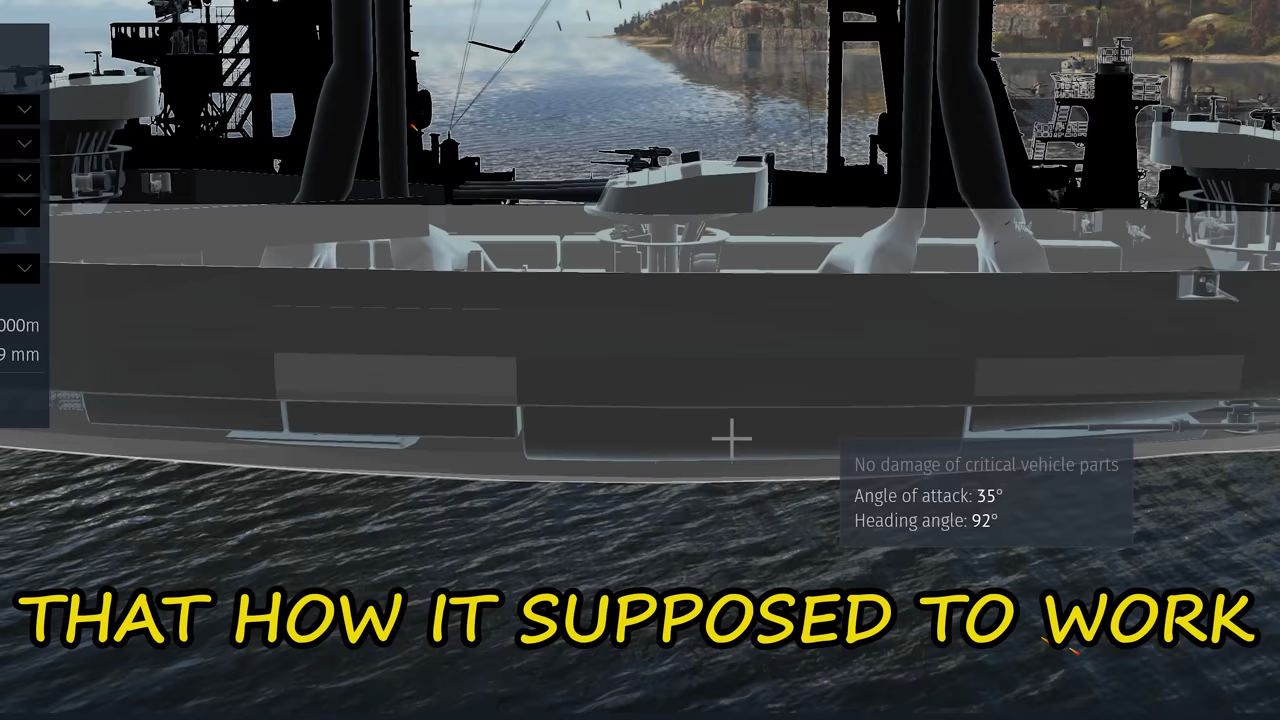 000m
9 mm
No damage of critical vehicle parts
Angle of attack: 35°
Heading angle: 92°
THAT HOW IT SUPPOSED TO WORK